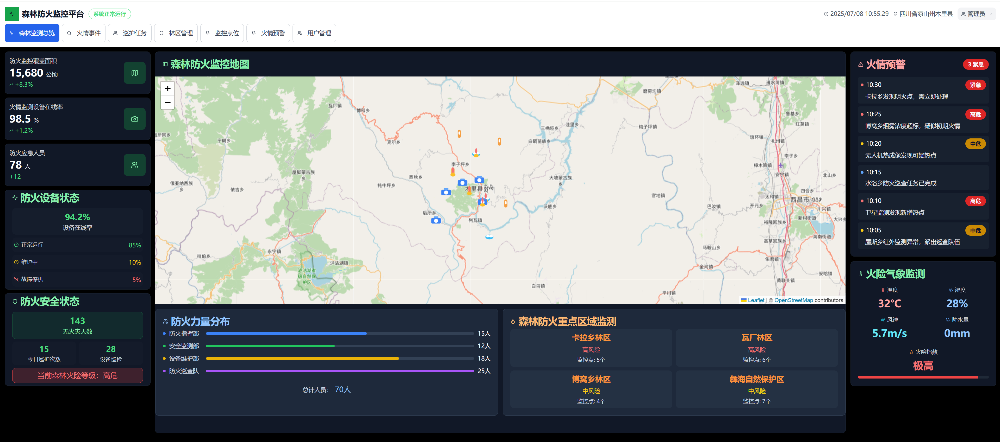 森林防火监控平台
系统正常运行
2025/07/08 10:55:29
四川省凉山州木里县
管理员
森林监测总览
火情事件
巡护任务
林区管理
监控点位
火情预警
用户管理
防火监控覆盖面积
15,680 公顷
+8.3%
火情监测设备在线率
98.5 %
+1.2%
防火应急人员
78 人
+12
防火设备状态
94.2%
设备在线率
正常运行 85%
维护中 10%
故障停机 5%
防火安全状态
143
无火灾天数
15
今日巡护次数
28
设备巡检
当前森林火险等级：高危
森林防火监控地图
+
−
瓦厂镇
博科乡
磨房沟镇
泽远镇
漫水湾镇
鲁基乡
红莫镇
三桷垭乡
洼里乡
梅子坪镇
宁朗乡
克尔乡
白碉苗族乡
琅环镇
礼州镇
李子乡
李子坪乡
樟木箐镇
安宁镇
北山乡
屋脚蒙古族
乡
西秋乡
大坡蒙古族
乡
俄亚纳西族
乡
依吉乡
牦牛坪乡
官地镇
四合乡
太和镇
西昌市
巴汝镇
开元乡
川兴镇
沃底乡
后所乡
列瓦镇
新村街道
大兴乡
裕隆回族乡
海南街道
高草回族乡
马鞍山乡
永宁镇
拉伯乡
泸沽湖镇
泸沽湖省
级自然保
护区
佑君镇
金河镇
安哈镇
黄联关镇
白乌镇
平川镇
Leaflet | © OpenStreetMap contributors
防火力量分布
防火指挥部 15人
安全监测部 12人
设备维护部 18人
防火巡查队 25人
总计人员： 70人
森林防火重点区域监测
卡拉乡林区
高风险
监控点: 5个
瓦厂林区
高风险
监控点: 6个
博窝乡林区
中风险
监控点: 4个
彝海自然保护区
中风险
监控点: 7个
火情预警
3 紧急
10:30 紧急
卡拉乡发现明火点，需立即处理
10:25 高危
博窝乡烟雾浓度超标，疑似初期火情
10:20 中危
无人机热成像发现可疑热点
10:15
水洛乡防火巡查任务已完成
10:10 高危
卫星监测发现新增热点
10:05 中危
屋斯乡红外监测异常，派出巡查队伍
火险气象监测
温度
32°C
湿度
28%
风速
5.7m/s
降水量
0mm
火险指数
极高